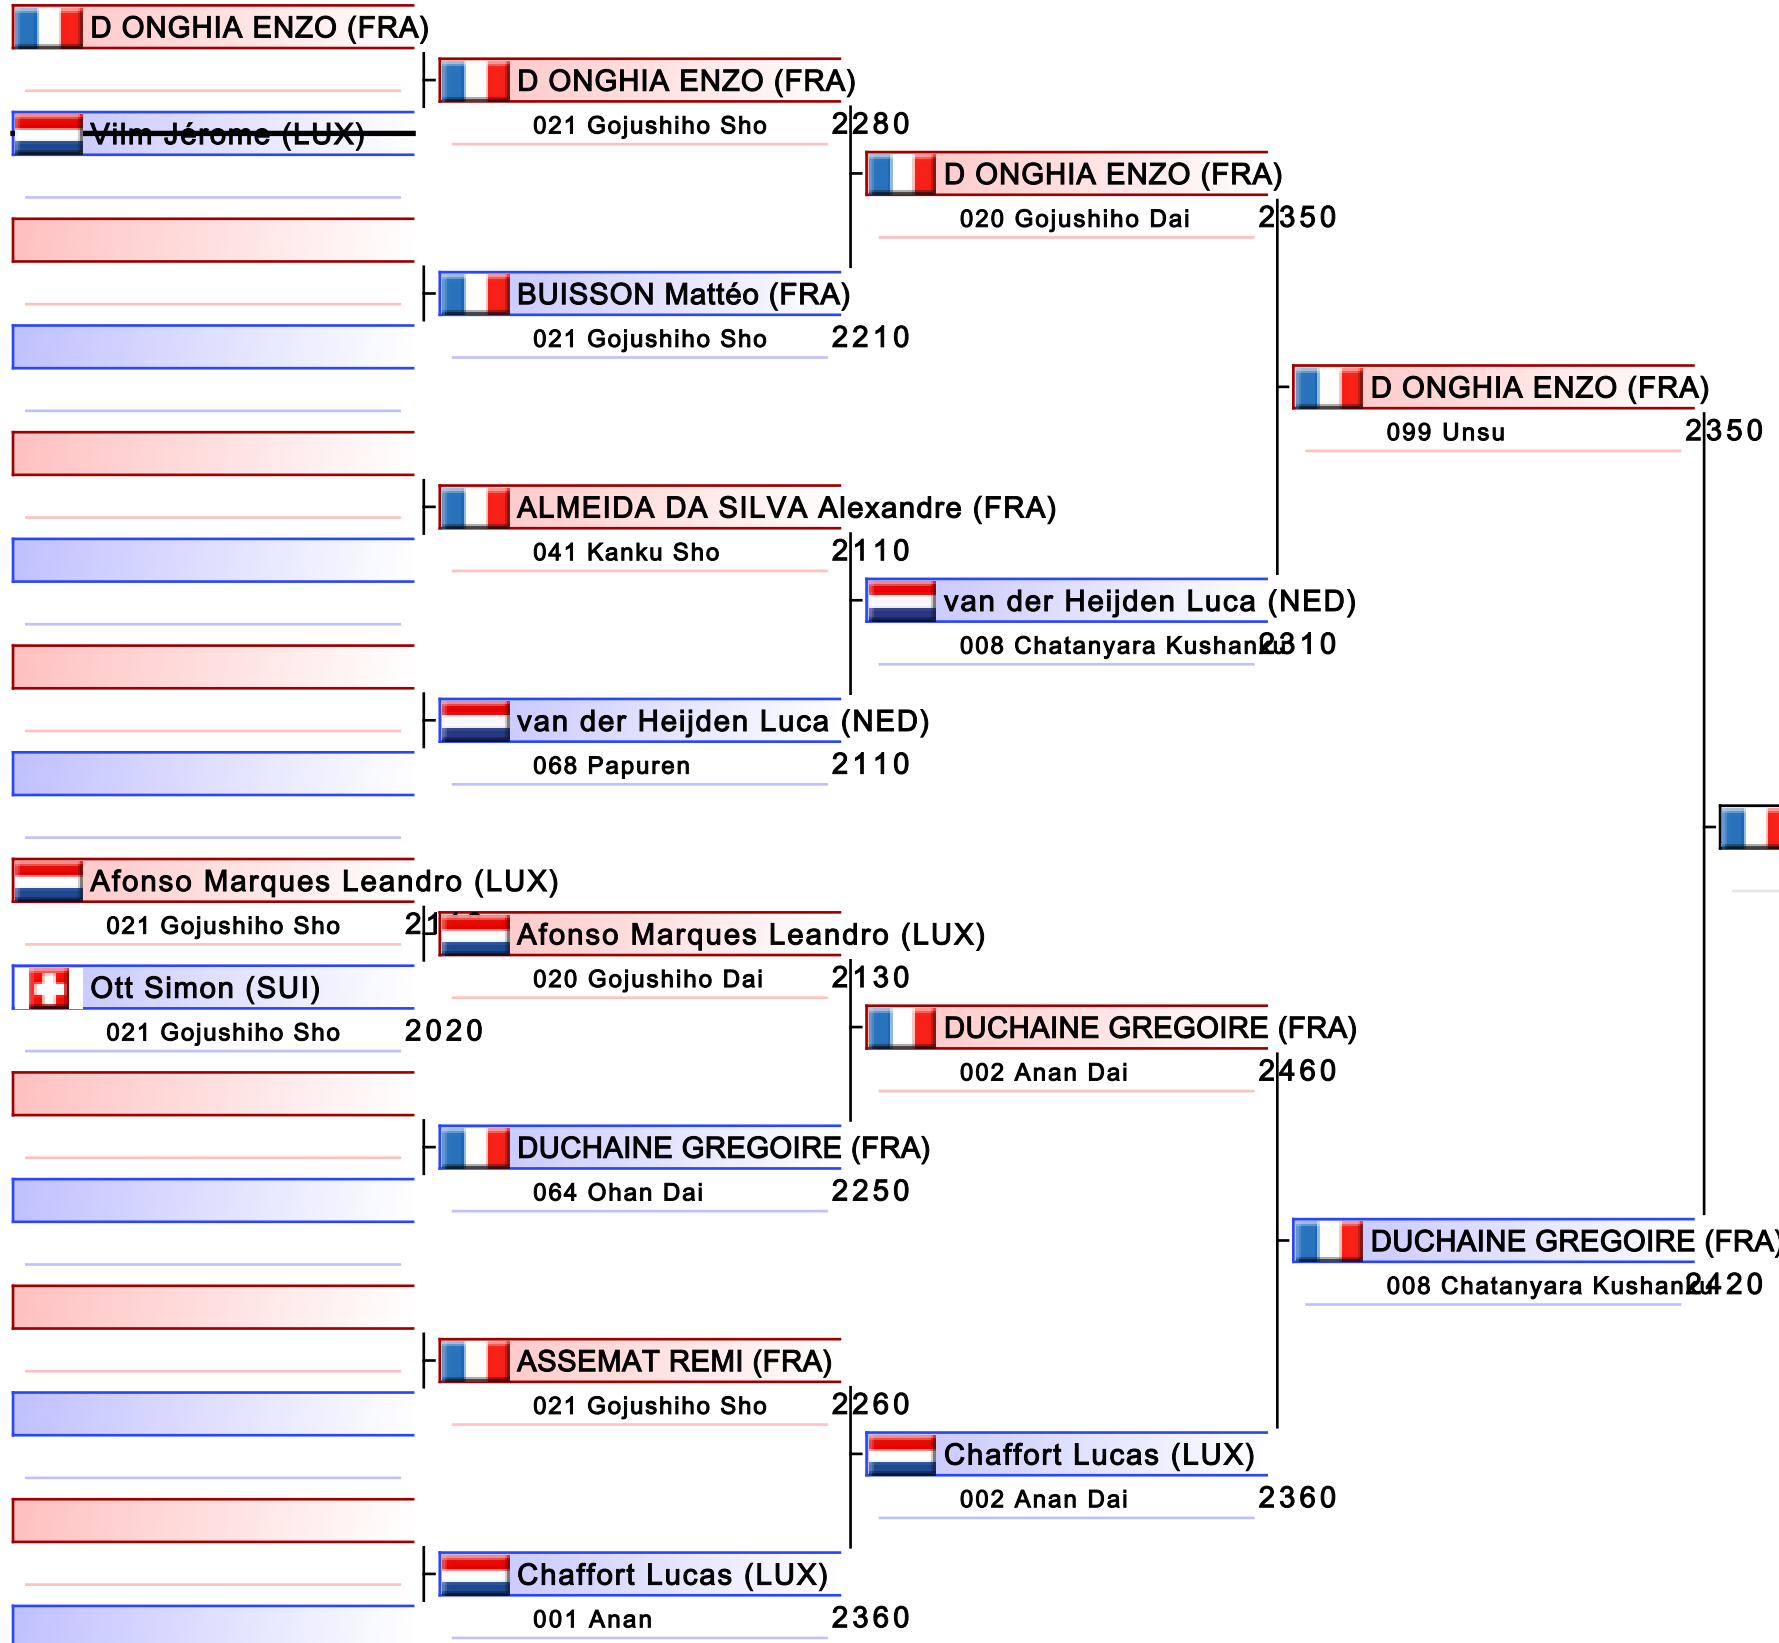 D ONGHIA ENZO (FRA)
Vilm Jérome (LUX)
Afonso Marques Leandro (LUX)
021 Gojushiho Sho
Ott Simon (SUI)
021 Gojushiho Sho 2020
D ONGHIA ENZO (FRA)
021 Gojushiho Sho 2280
BUISSON Mattéo (FRA)
021 Gojushiho Sho 2210
ALMEIDA DA SILVA Alexandre (FRA)
041 Kanku Sho 2110
van der Heijden Luca (NED)
068 Papuren 2110
Afonso Marques Leandro (LUX)
020 Gojushiho Dai 2130
DUCHAINE GREGOIRE (FRA)
064 Ohan Dai 2250
ASSEMAT REMI (FRA)
021 Gojushiho Sho 2260
Chaffort Lucas (LUX)
001 Anan 2360
D ONGHIA ENZO (FRA)
020 Gojushiho Dai 2350
van der Heijden Luca (NED)
008 Chatanyara Kushanku 2310
DUCHAINE GREGOIRE (FRA)
002 Anan Dai 2460
Chaffort Lucas (LUX)
002 Anan Dai 2360
D ONGHIA ENZO (FRA)
099 Unsu 2350
DUCHAINE GREGOIRE (FRA)
008 Chatanyara Kushanku 2420